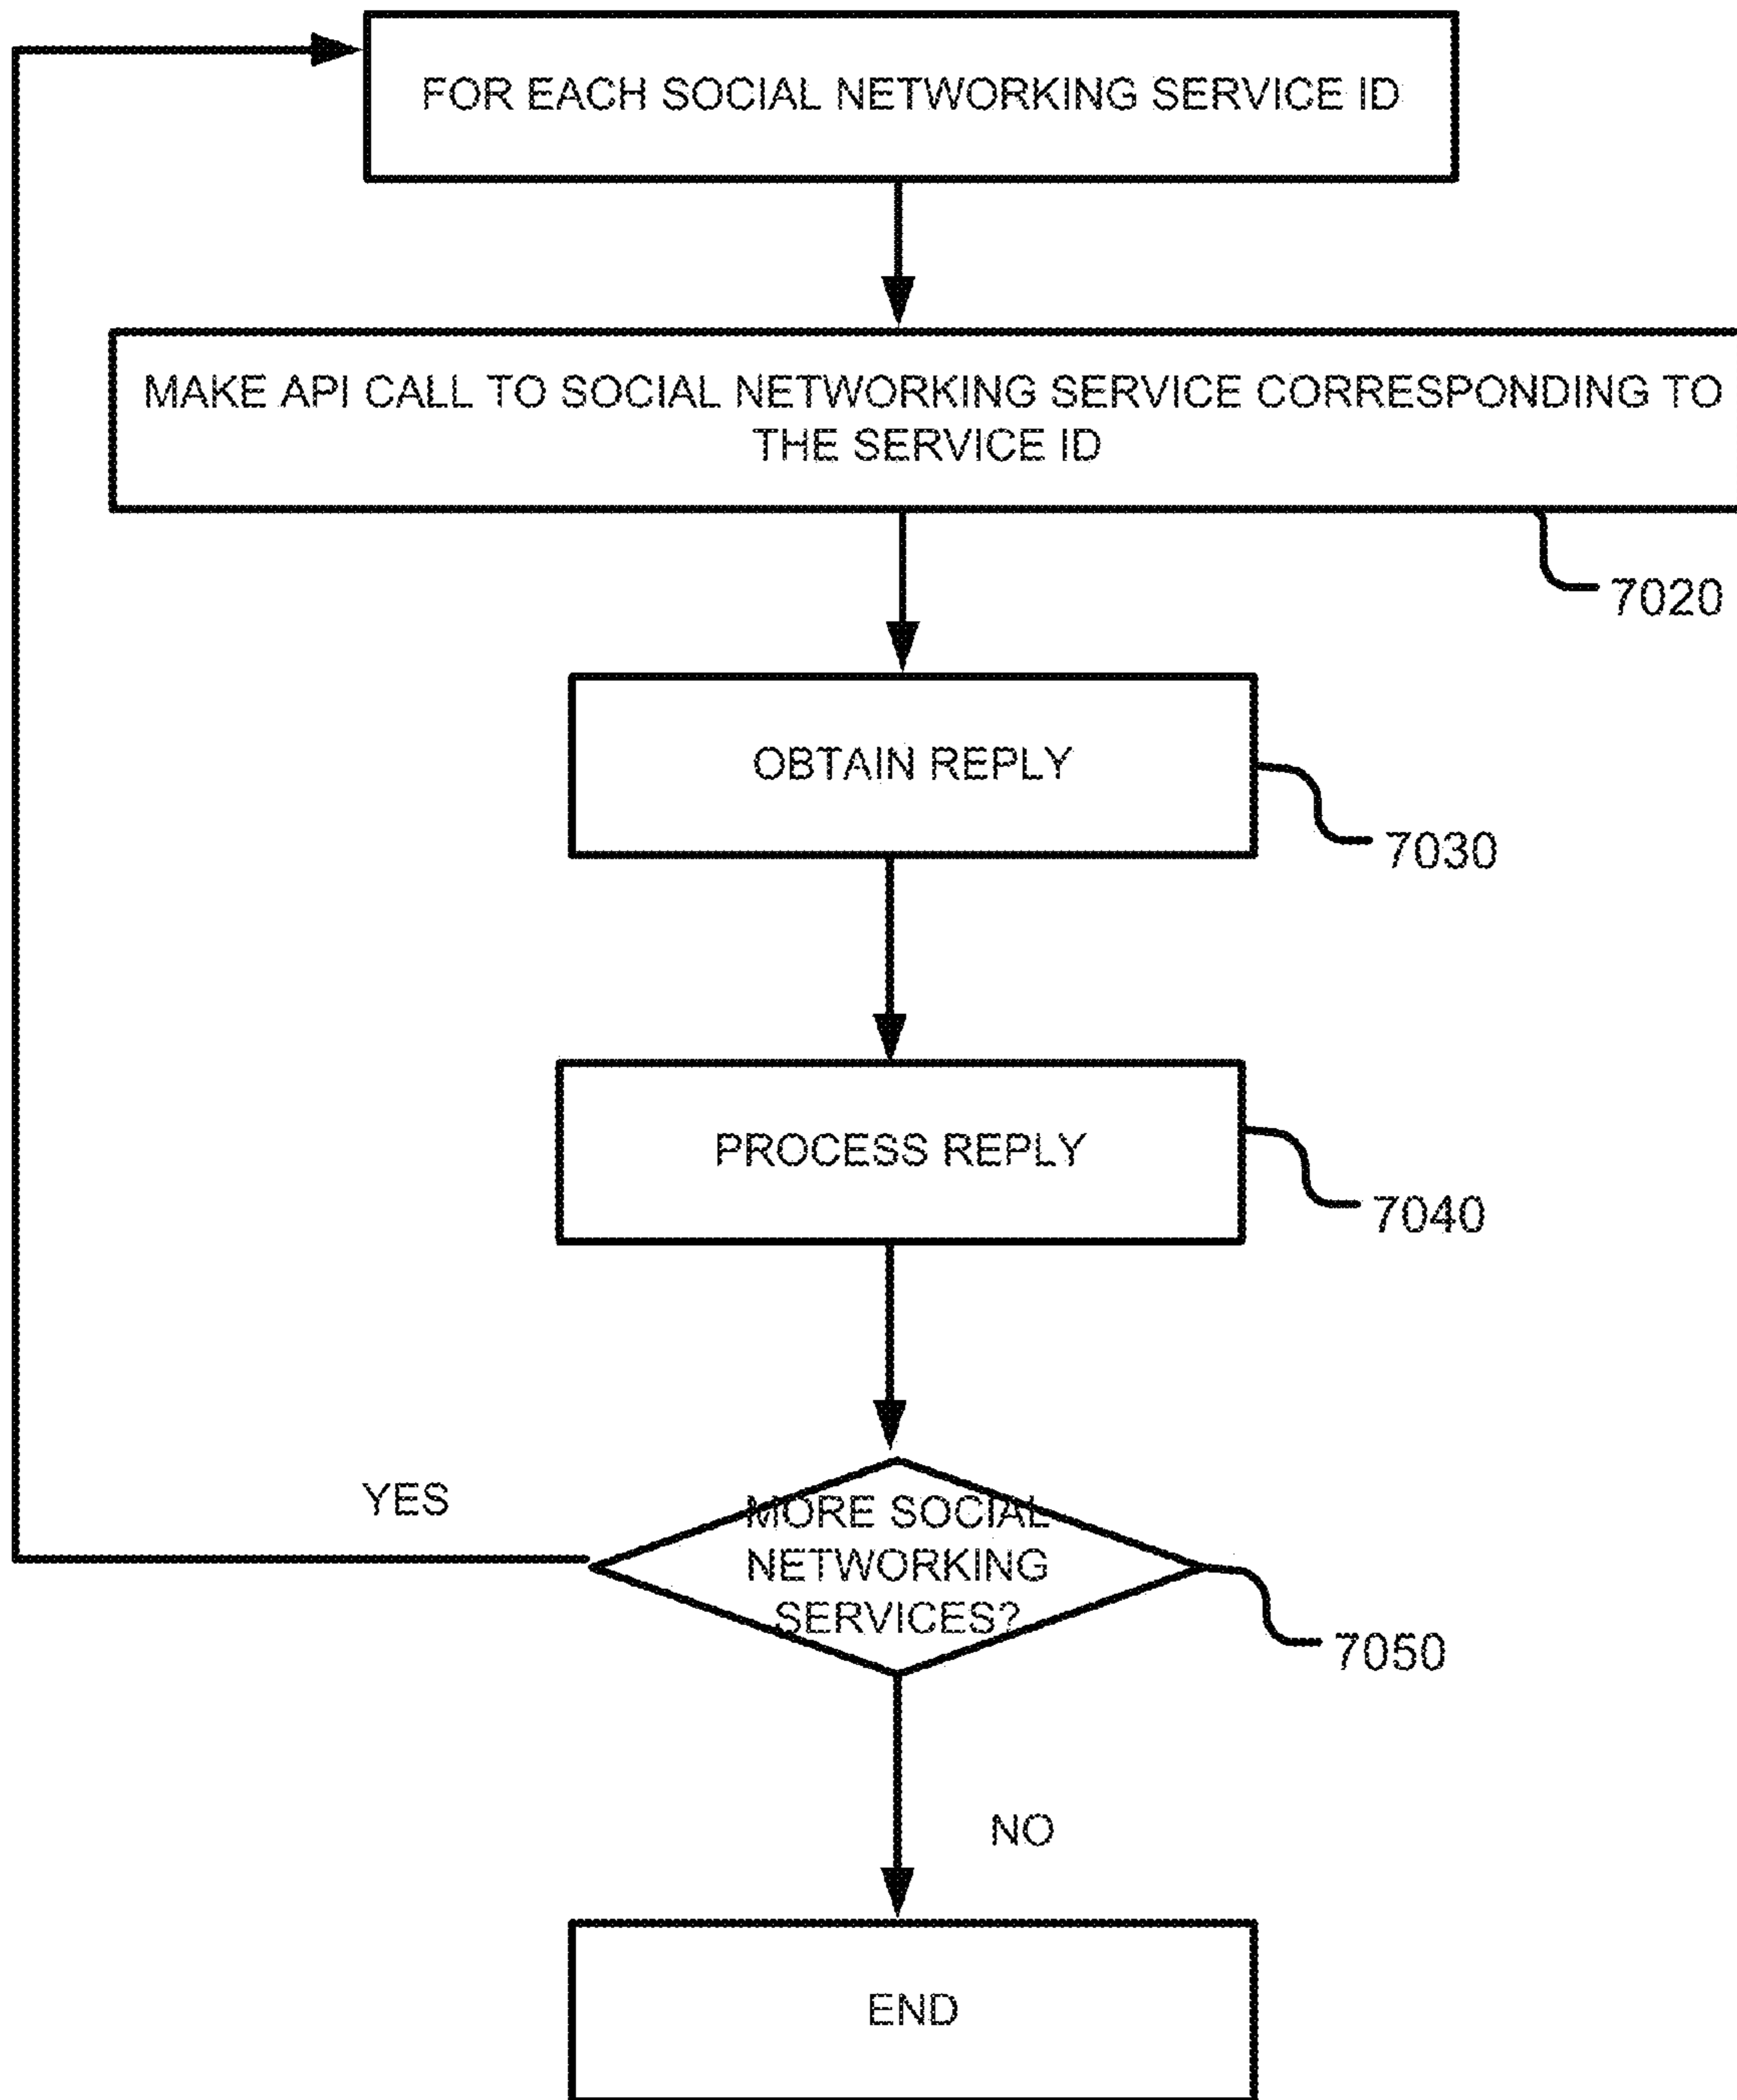 FOR EACH SOCIAL NETWORKING SERVICE ID
MAKE API CALL TO SOCIAL NETWORKING SERVICE CORRESPONDING TO
THE SERVICE ID
7020
OBTAIN REPLY
7030
PROCESS REPLY
7040
YES
MORE SOCIAL
NETWORKING
SERVICES?
7050
NO
END